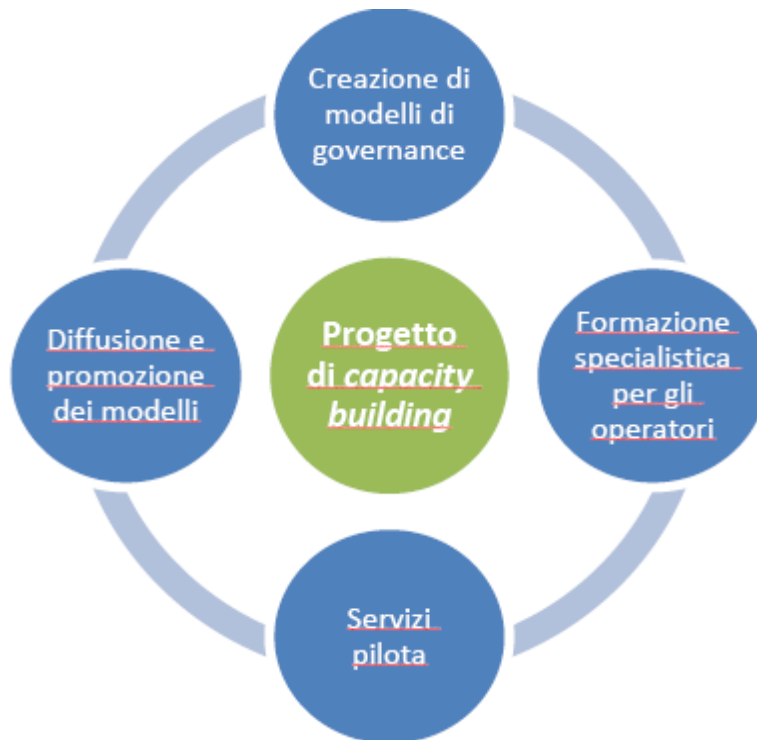 Creazione di
modelli di
governance
Diffusione e
promozione
dei modelli
Progetto
di capacity
building
Formazione
specialistica
per gli
operatori
Servizi
pilota